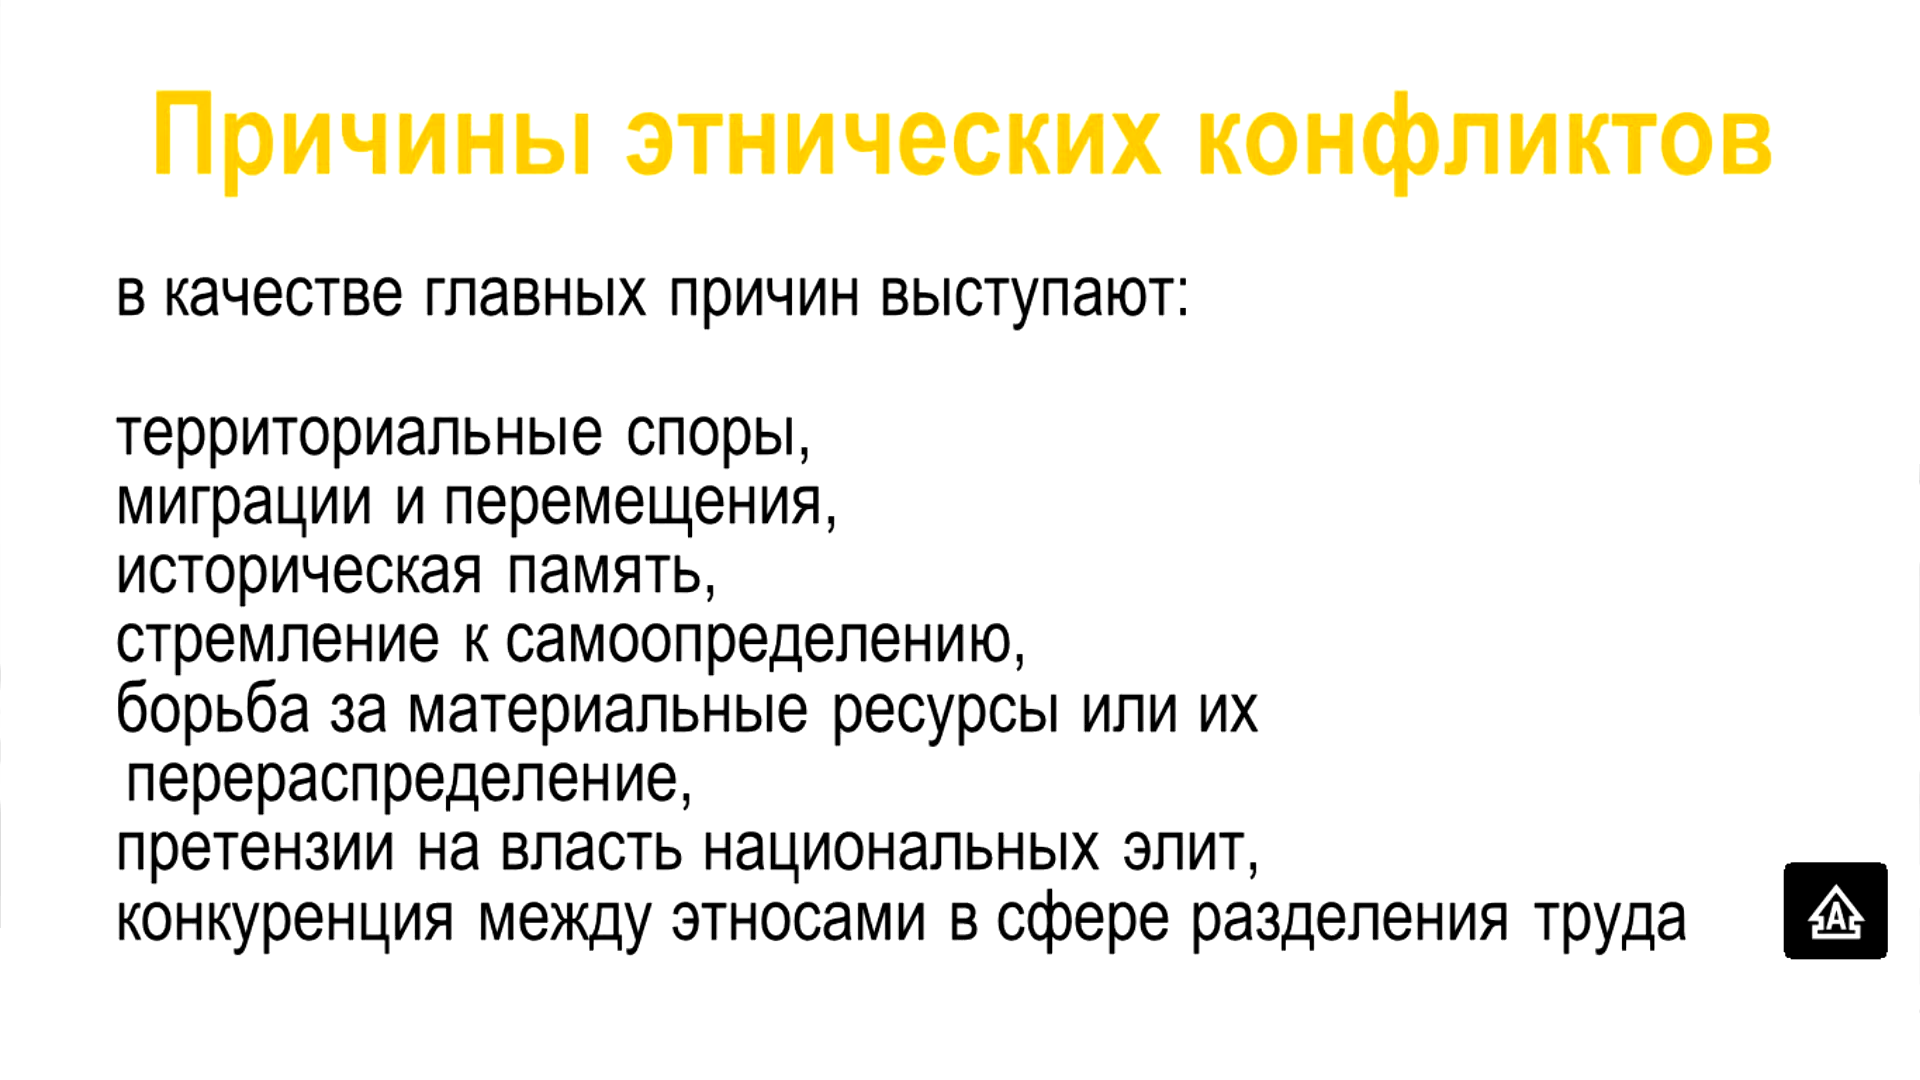 Причины этнических конфликтов
в качестве главных причин выступают:
территориальные споры,
миграции и перемещения,
историческая память,
стремление к самоопределению,
борьба за материальные ресурсы или их
перераспределение,
претензии на власть национальных элит,
конкуренция между этносами в сфере разделения труда
A